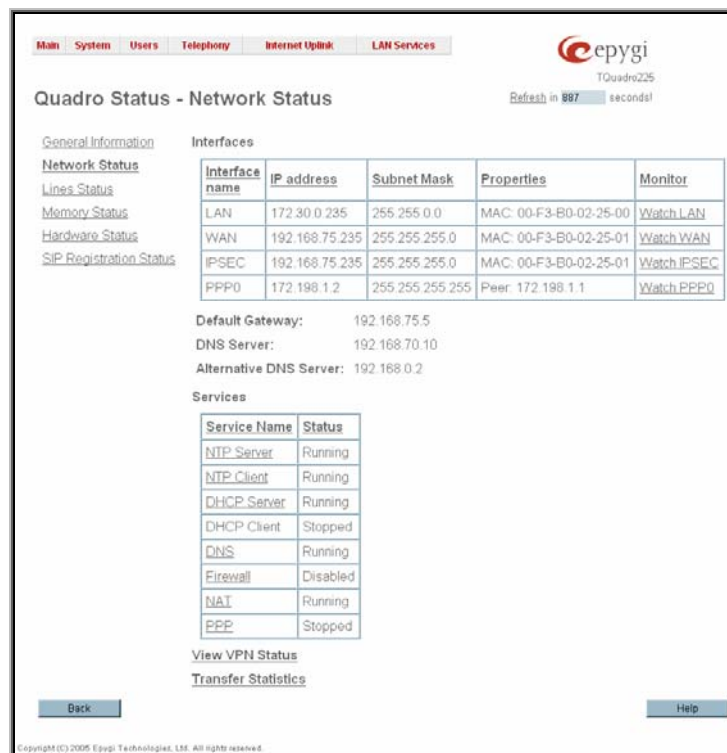 Main System Users Telephony Internet Uplink LAN Services
epygi
TQuadro225
Quadro Status - Network Status
Refresh in 887 seconds!
General Information
Network Status
Lines Status
Memory Status
Hardware Status
SIP Registration Status
Interfaces
Interface name IP address Subnet Mask Properties Monitor
LAN 172.30.0.235 255.255.0.0 MAC: 00-F3-B0-02-25-00 Watch LAN
WAN 192.168.75.235 255.255.255.0 MAC: 00-F3-B0-02-25-01 Watch WAN
IPSEC 192.168.75.235 255.255.255.0 MAC: 00-F3-B0-02-25-01 Watch IPSEC
PPP0 172.198.1.2 255.255.255.255 Peer: 172.198.1.1 Watch PPP0
Default Gateway: 192.168.75.5
DNS Server: 192.168.70.10
Alternative DNS Server: 192.168.0.2
Services
Service Name Status
NTP Server Running
NTP Client Running
DHCP Server Running
DHCP Client Stopped
DNS Running
Firewall Disabled
NAT Running
PPP Stopped
View VPN Status
Transfer Statistics
Back
Help
Copyright (C) 2005 Epygi Technologies, Ltd. All rights reserved.